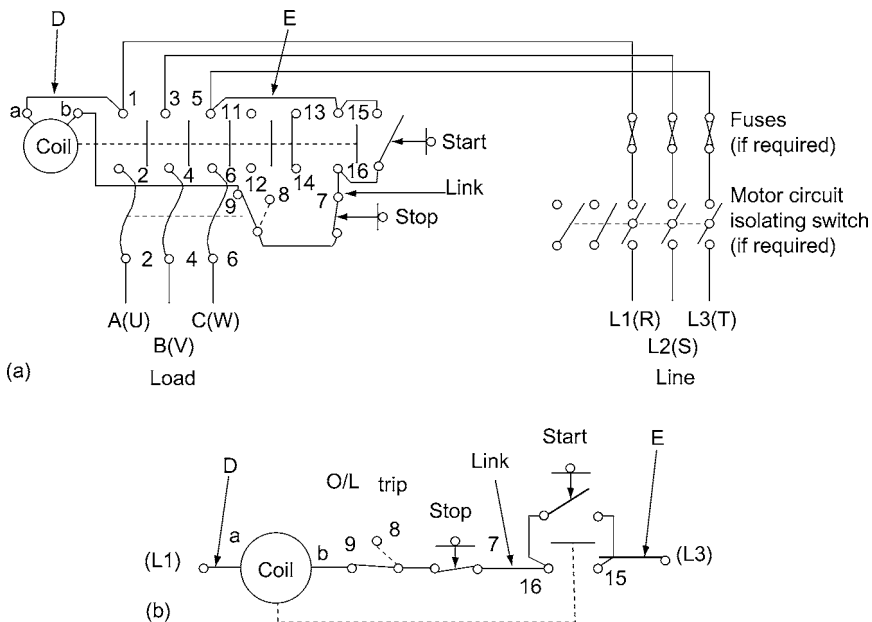 D
E
1
3
5
11
13
15
a
b
Coil
Start
Fuses
(if required)
2
4
6
12
14
16
8
9
7
Link
Stop
Motor circuit
isolating switch
(if required)
2
4
6
A(U)
C(W)
B(V)
Load
L1(R)
L3(T)
L2(S)
Line
(a)
Start
D
O/L trip
Link
E
Stop
a
8
b
9
7
(L1)
Coil
16
15
(L3)
(b)